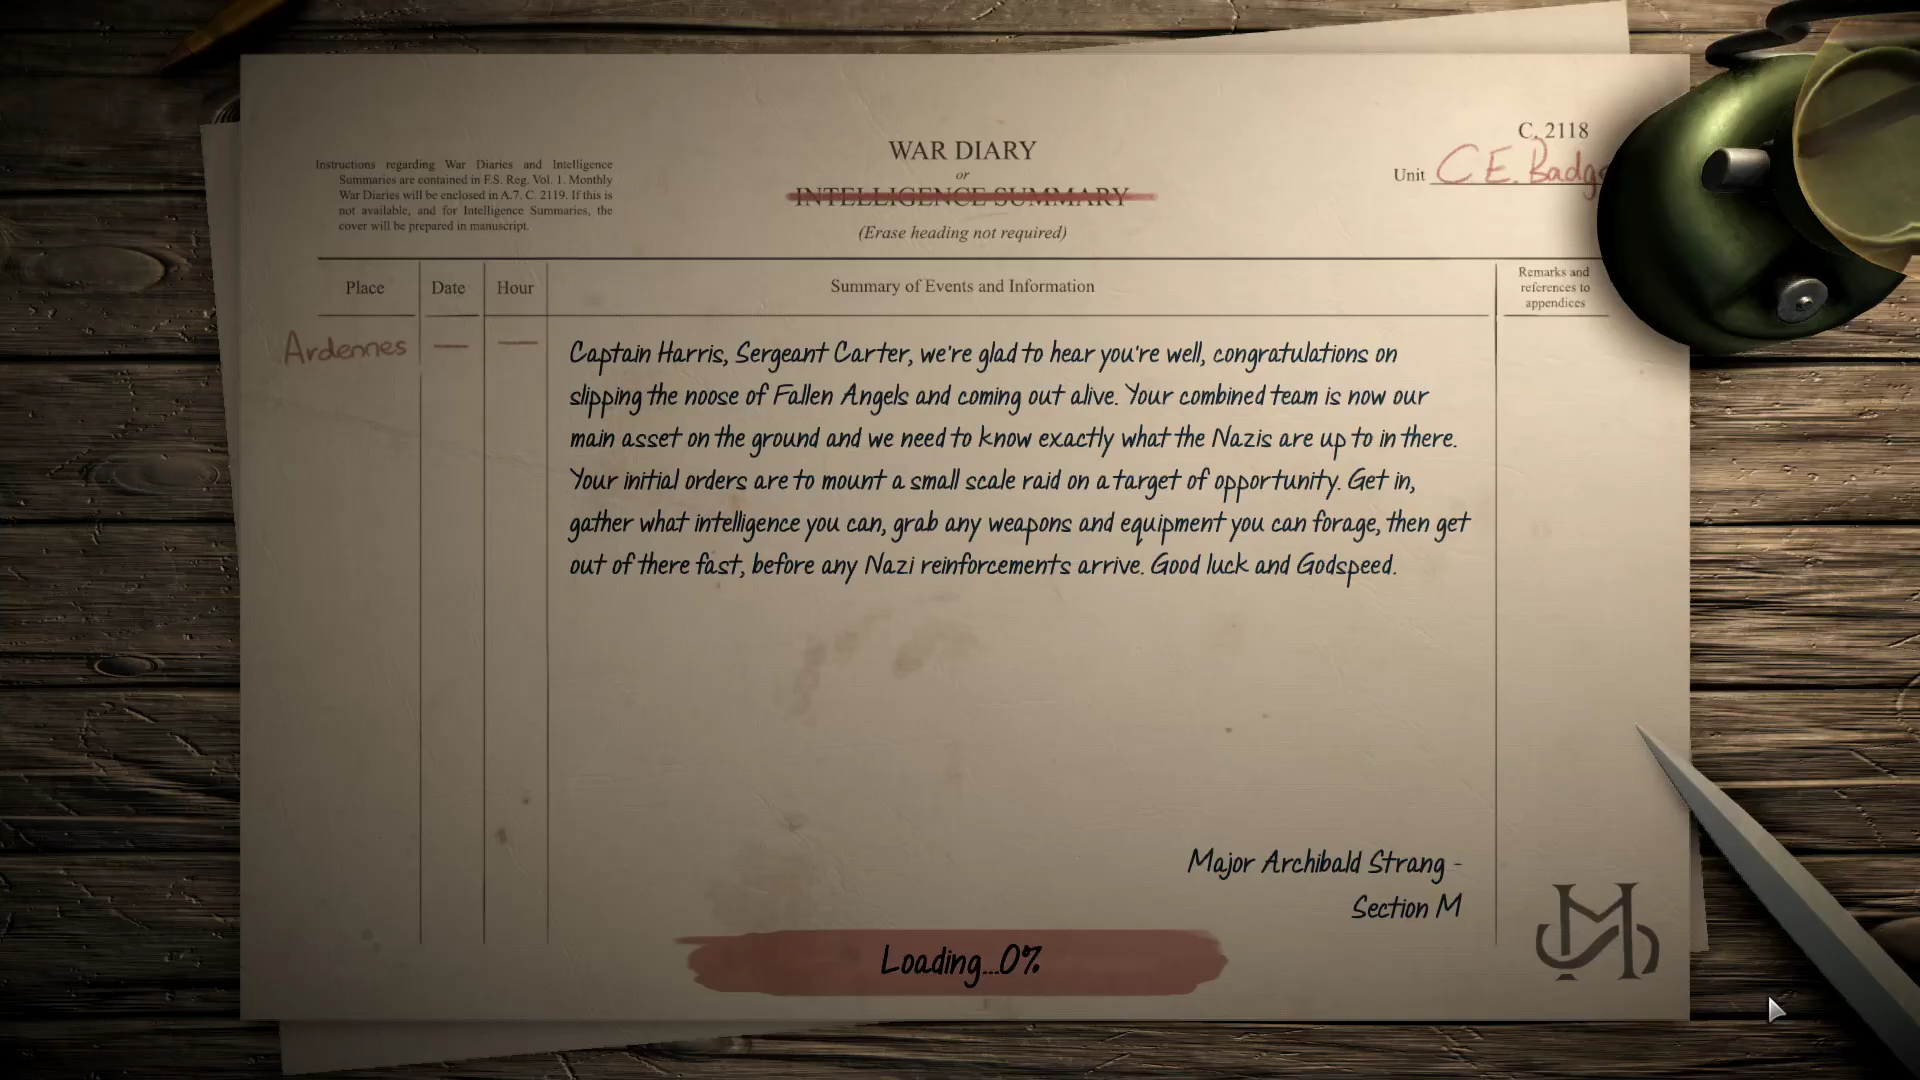 C. 2118
WAR DIARY
or
INTELLIGENCE SUMMARY
(Erase heading not required)
Instructions regarding War Diaries and Intelligence
Summaries are contained in F.S. Reg. Vol. 1. Monthly
War Diaries will be enclosed in A.7. C. 2119. If this is
not available, and for Intelligence Summaries, the
cover will be prepared in manuscript.
Unit C.E. Badge
Place
Date
Hour
Summary of Events and Information
Remarks and
references to
appendices
Ardennes — —
Captain Harris, Sergeant Carter, we're glad to hear you're well, congratulations on
slipping the noose of Fallen Angels and coming out alive. Your combined team is now our
main asset on the ground and we need to know exactly what the Nazis are up to in there.
Your initial orders are to mount a small scale raid on a target of opportunity. Get in,
gather what intelligence you can, grab any weapons and equipment you can forage, then get
out of there fast, before any Nazi reinforcements arrive. Good luck and Godspeed.
Major Archibald Strang -
Section M
Loading...0%